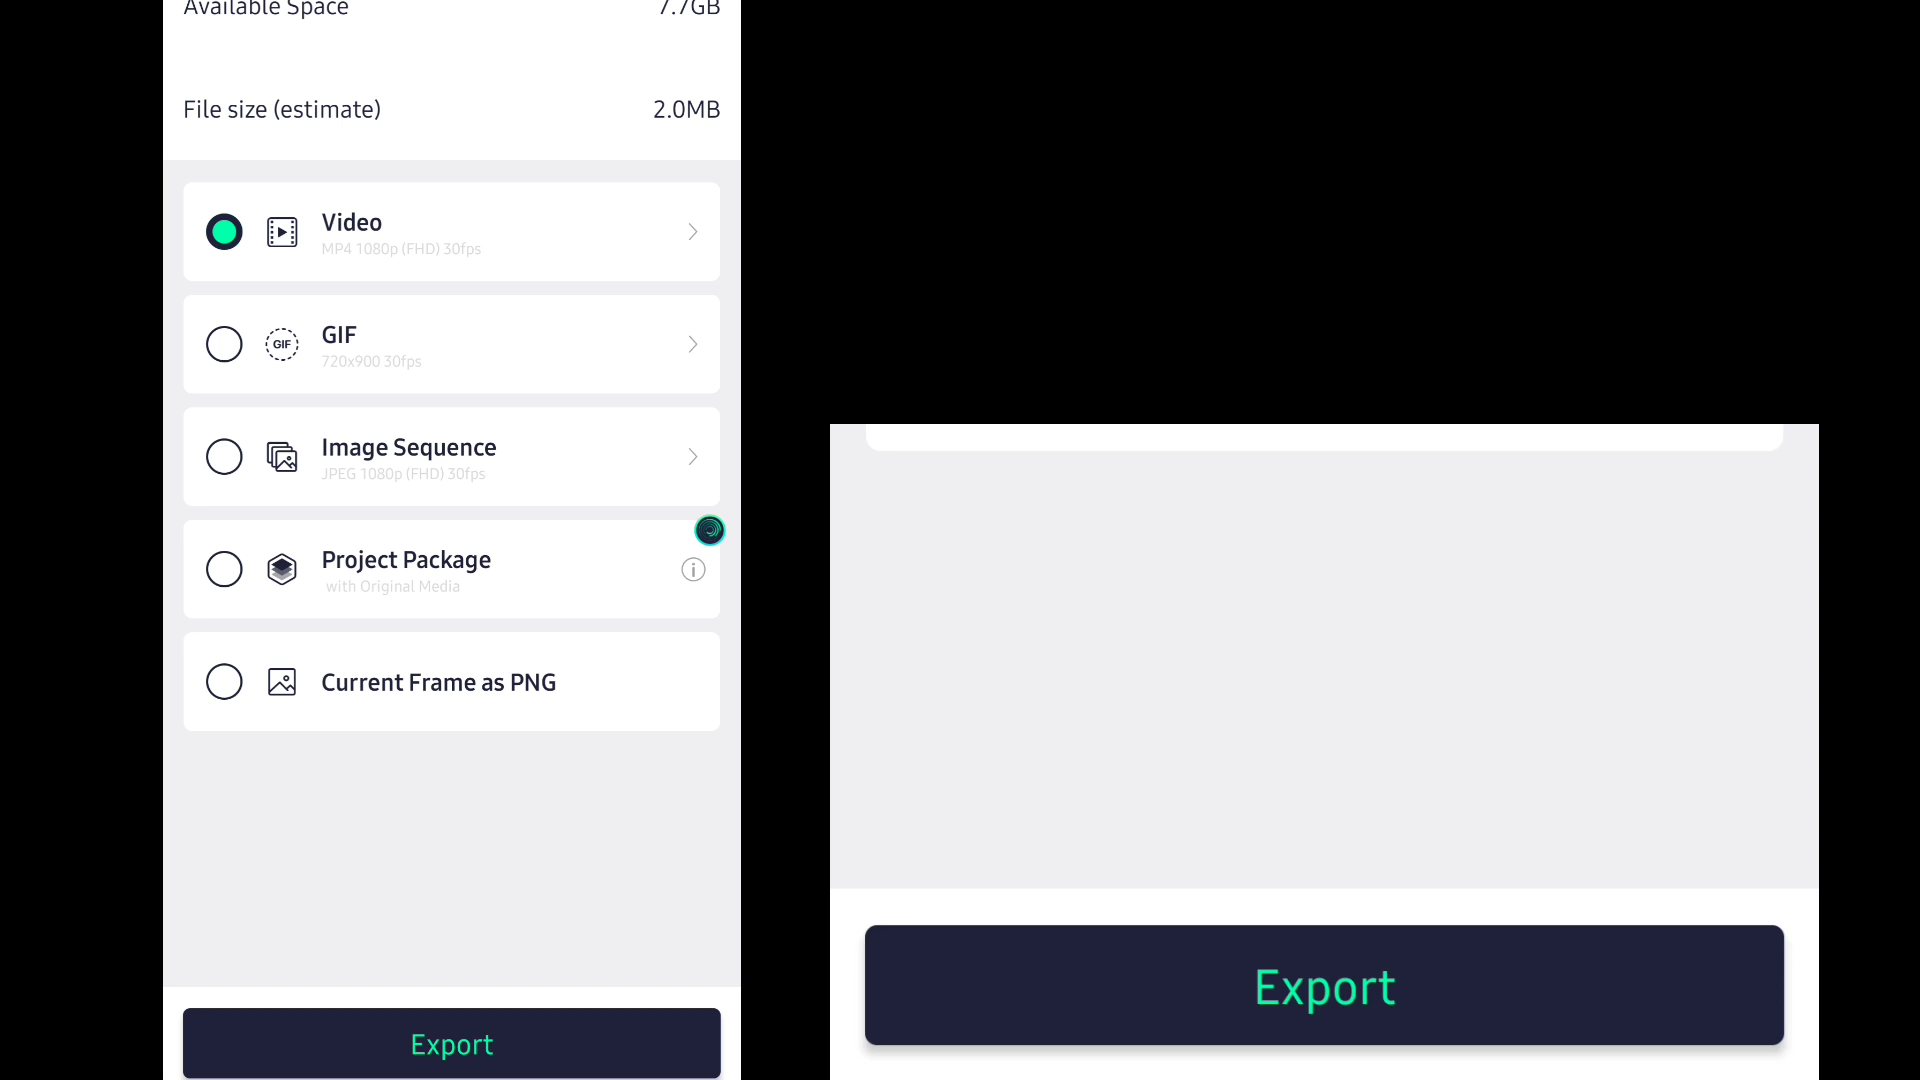 Available Space 7.7GB
File size (estimate) 2.0MB
Video
MP4 1080p (FHD) 30fps
GIF
GIF
720x900 30fps
Image Sequence
JPEG 1080p (FHD) 30fps
Project Package
with Original Media
Current Frame as PNG
Export
Export